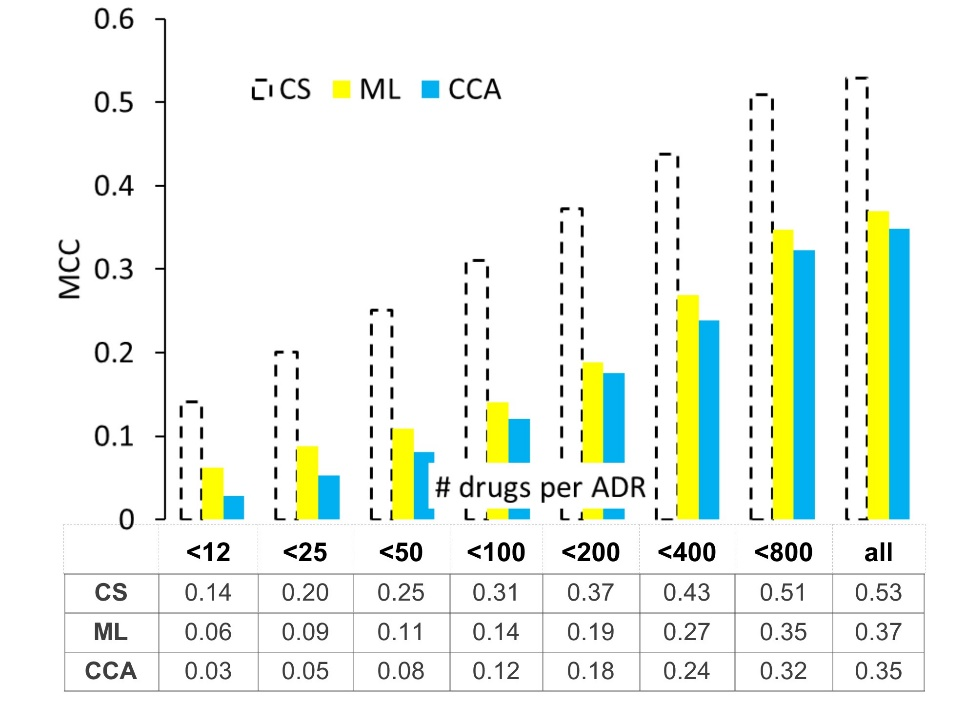 0.6
CS ML CCA
0.5
0.4
MCC
0.3
0.2
0.1
# drugs per ADR
0
<12 <25 <50 <100 <200 <400 <800 all
CS 0.14 0.20 0.25 0.31 0.37 0.43 0.51 0.53
ML 0.06 0.09 0.11 0.14 0.19 0.27 0.35 0.37
CCA 0.03 0.05 0.08 0.12 0.18 0.24 0.32 0.35